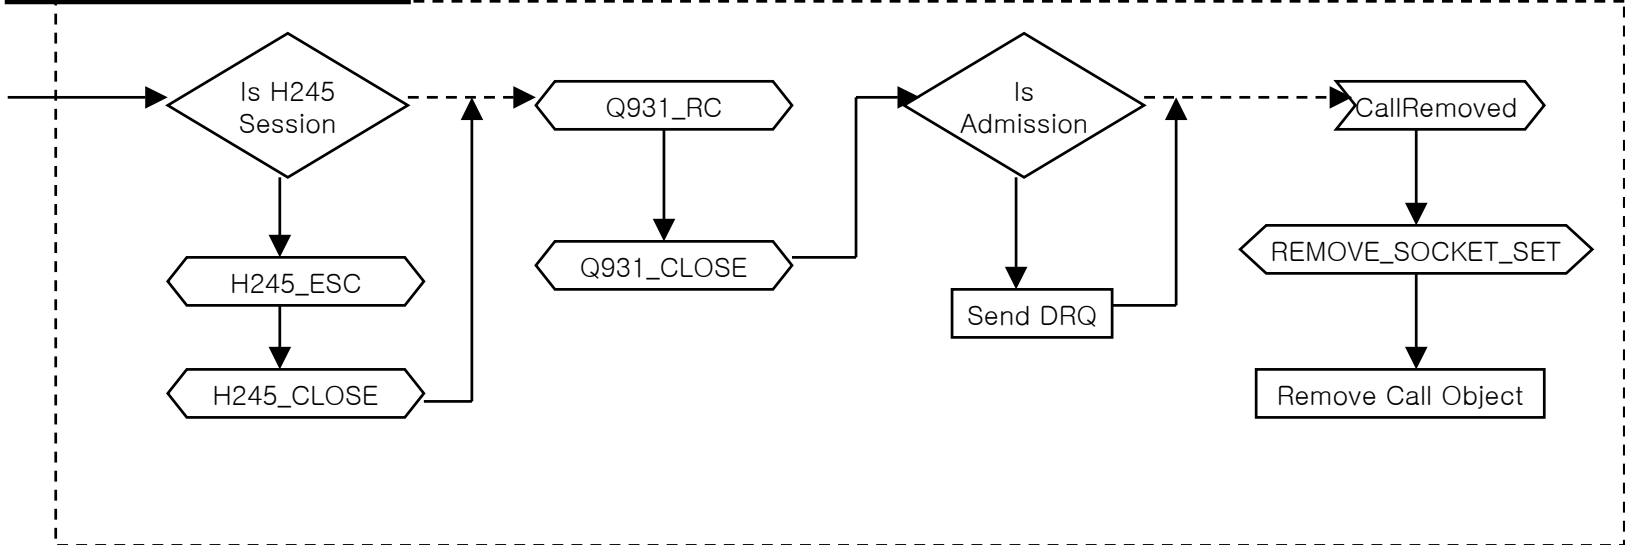 Is H245
Session
H245_ESC
H245_CLOSE
Q931_RC
Q931_CLOSE
Is
Admission
Send DRQ
CallRemoved
REMOVE_SOCKET_SET
Remove Call Object